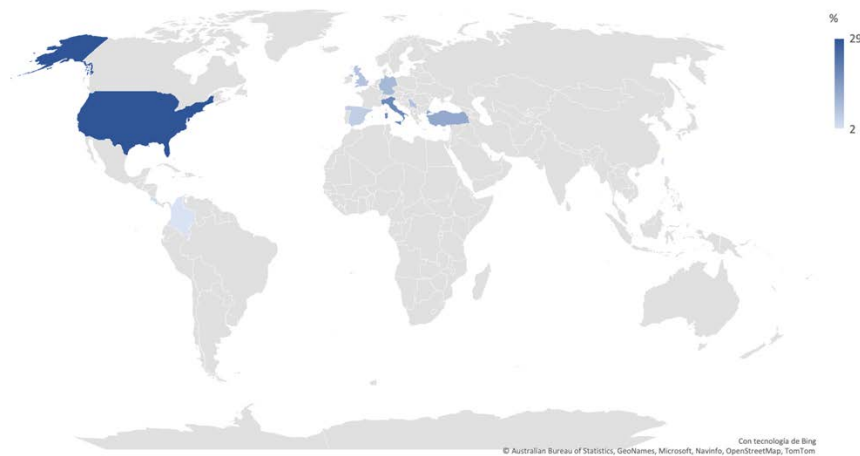 %
29
2
Con tecnología de Bing
© Australian Bureau of Statistics, GeoNames, Microsoft, Navinfo, OpenStreetMap, TomTom